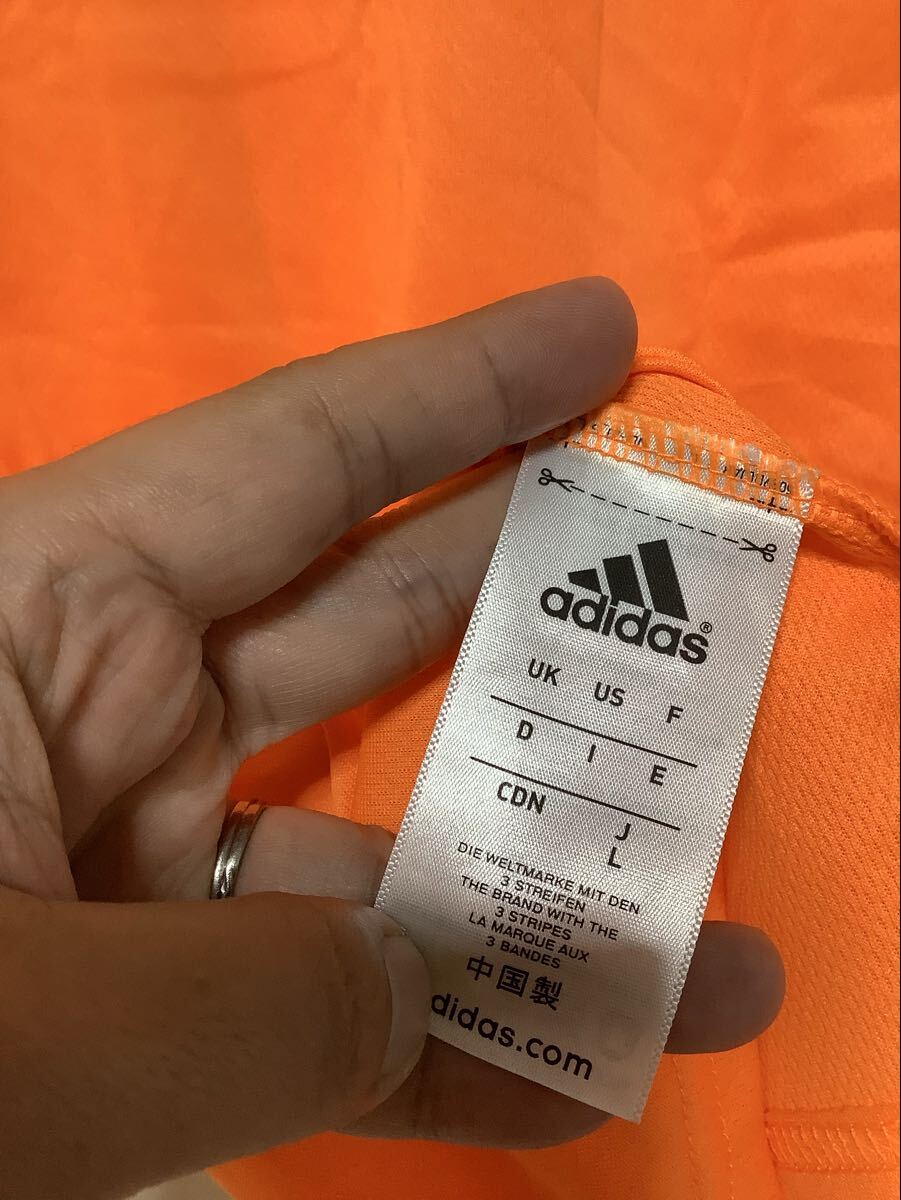 adidas®
UK US F
D I E
CDN J
L
DIE WELTMARKE MIT DEN
3 STREIFEN
THE BRAND WITH THE
3 STRIPES
LA MARQUE AUX
3 BANDES
中国製
didas.com